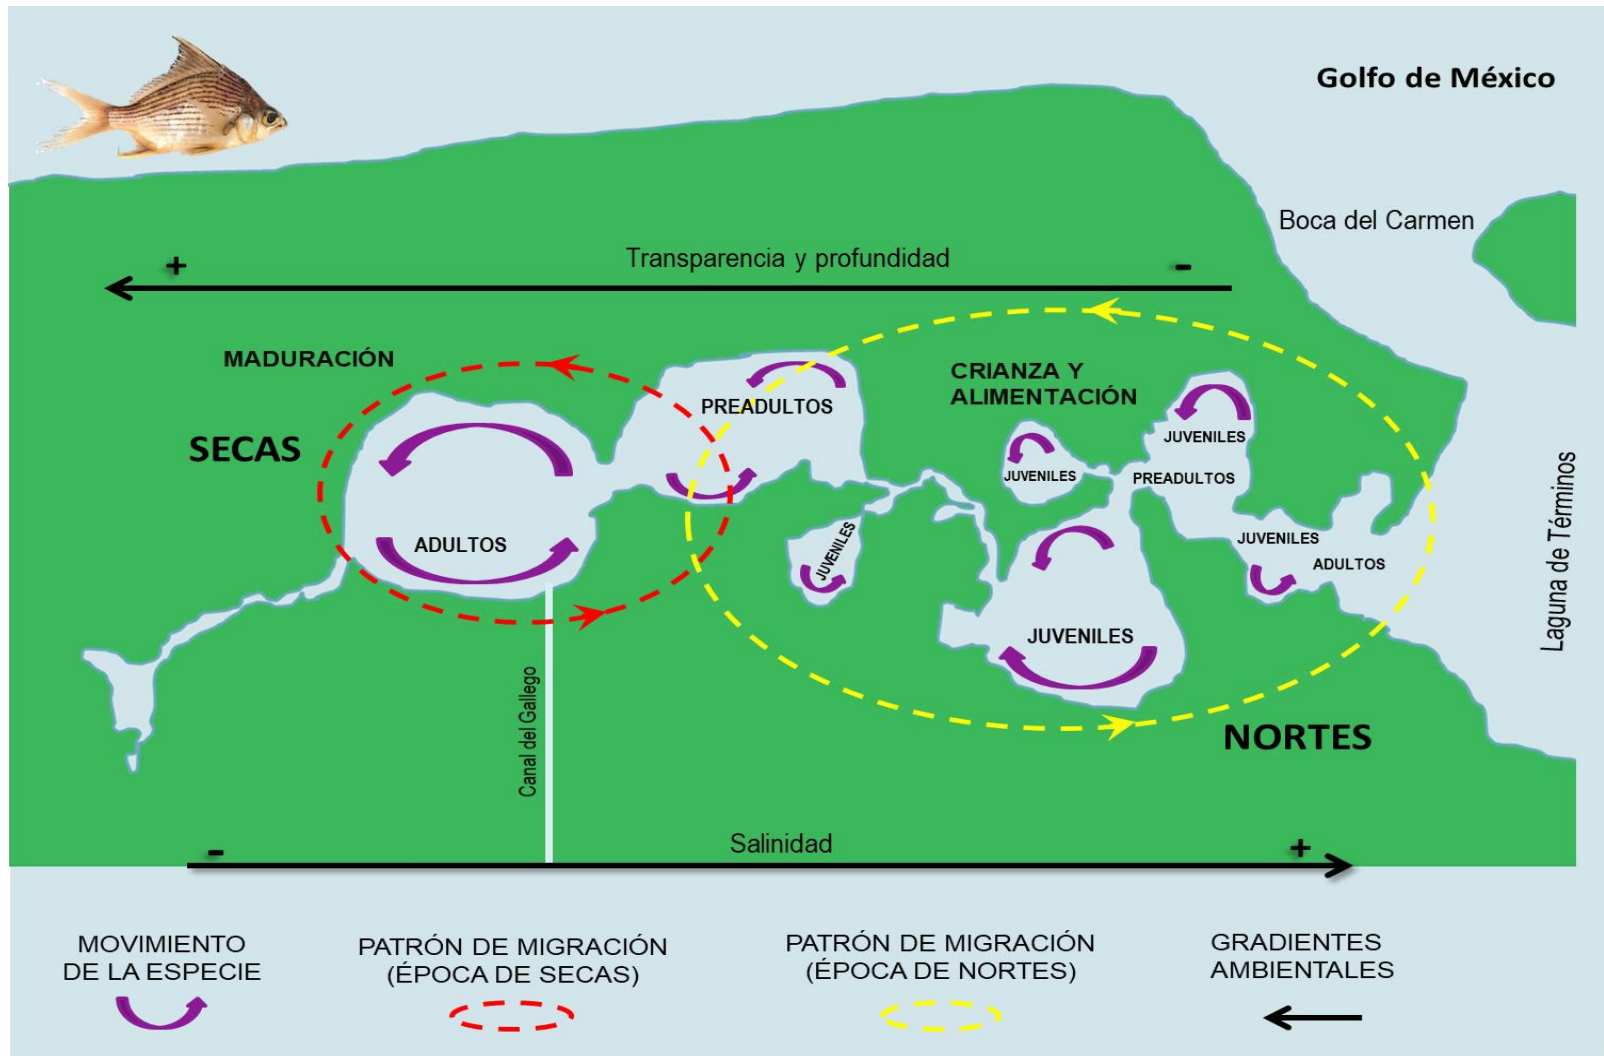 Golfo de México
Boca del Carmen
+
-
Transparencia y profundidad
MADURACIÓN
SECAS
CRIANZA Y
ALIMENTACIÓN
PREADULTOS
JUVENILES
JUVENILES
PREADULTOS
JUVENILES
JUVENILES
ADULTOS
ADULTOS
JUVENILES
Laguna de Términos
NORTES
Canal del Gallego
-
Salinidad
+
MOVIMIENTO
DE LA ESPECIE
PATRÓN DE MIGRACIÓN
(ÉPOCA DE SECAS)
PATRÓN DE MIGRACIÓN
(ÉPOCA DE NORTES)
GRADIENTES
AMBIENTALES